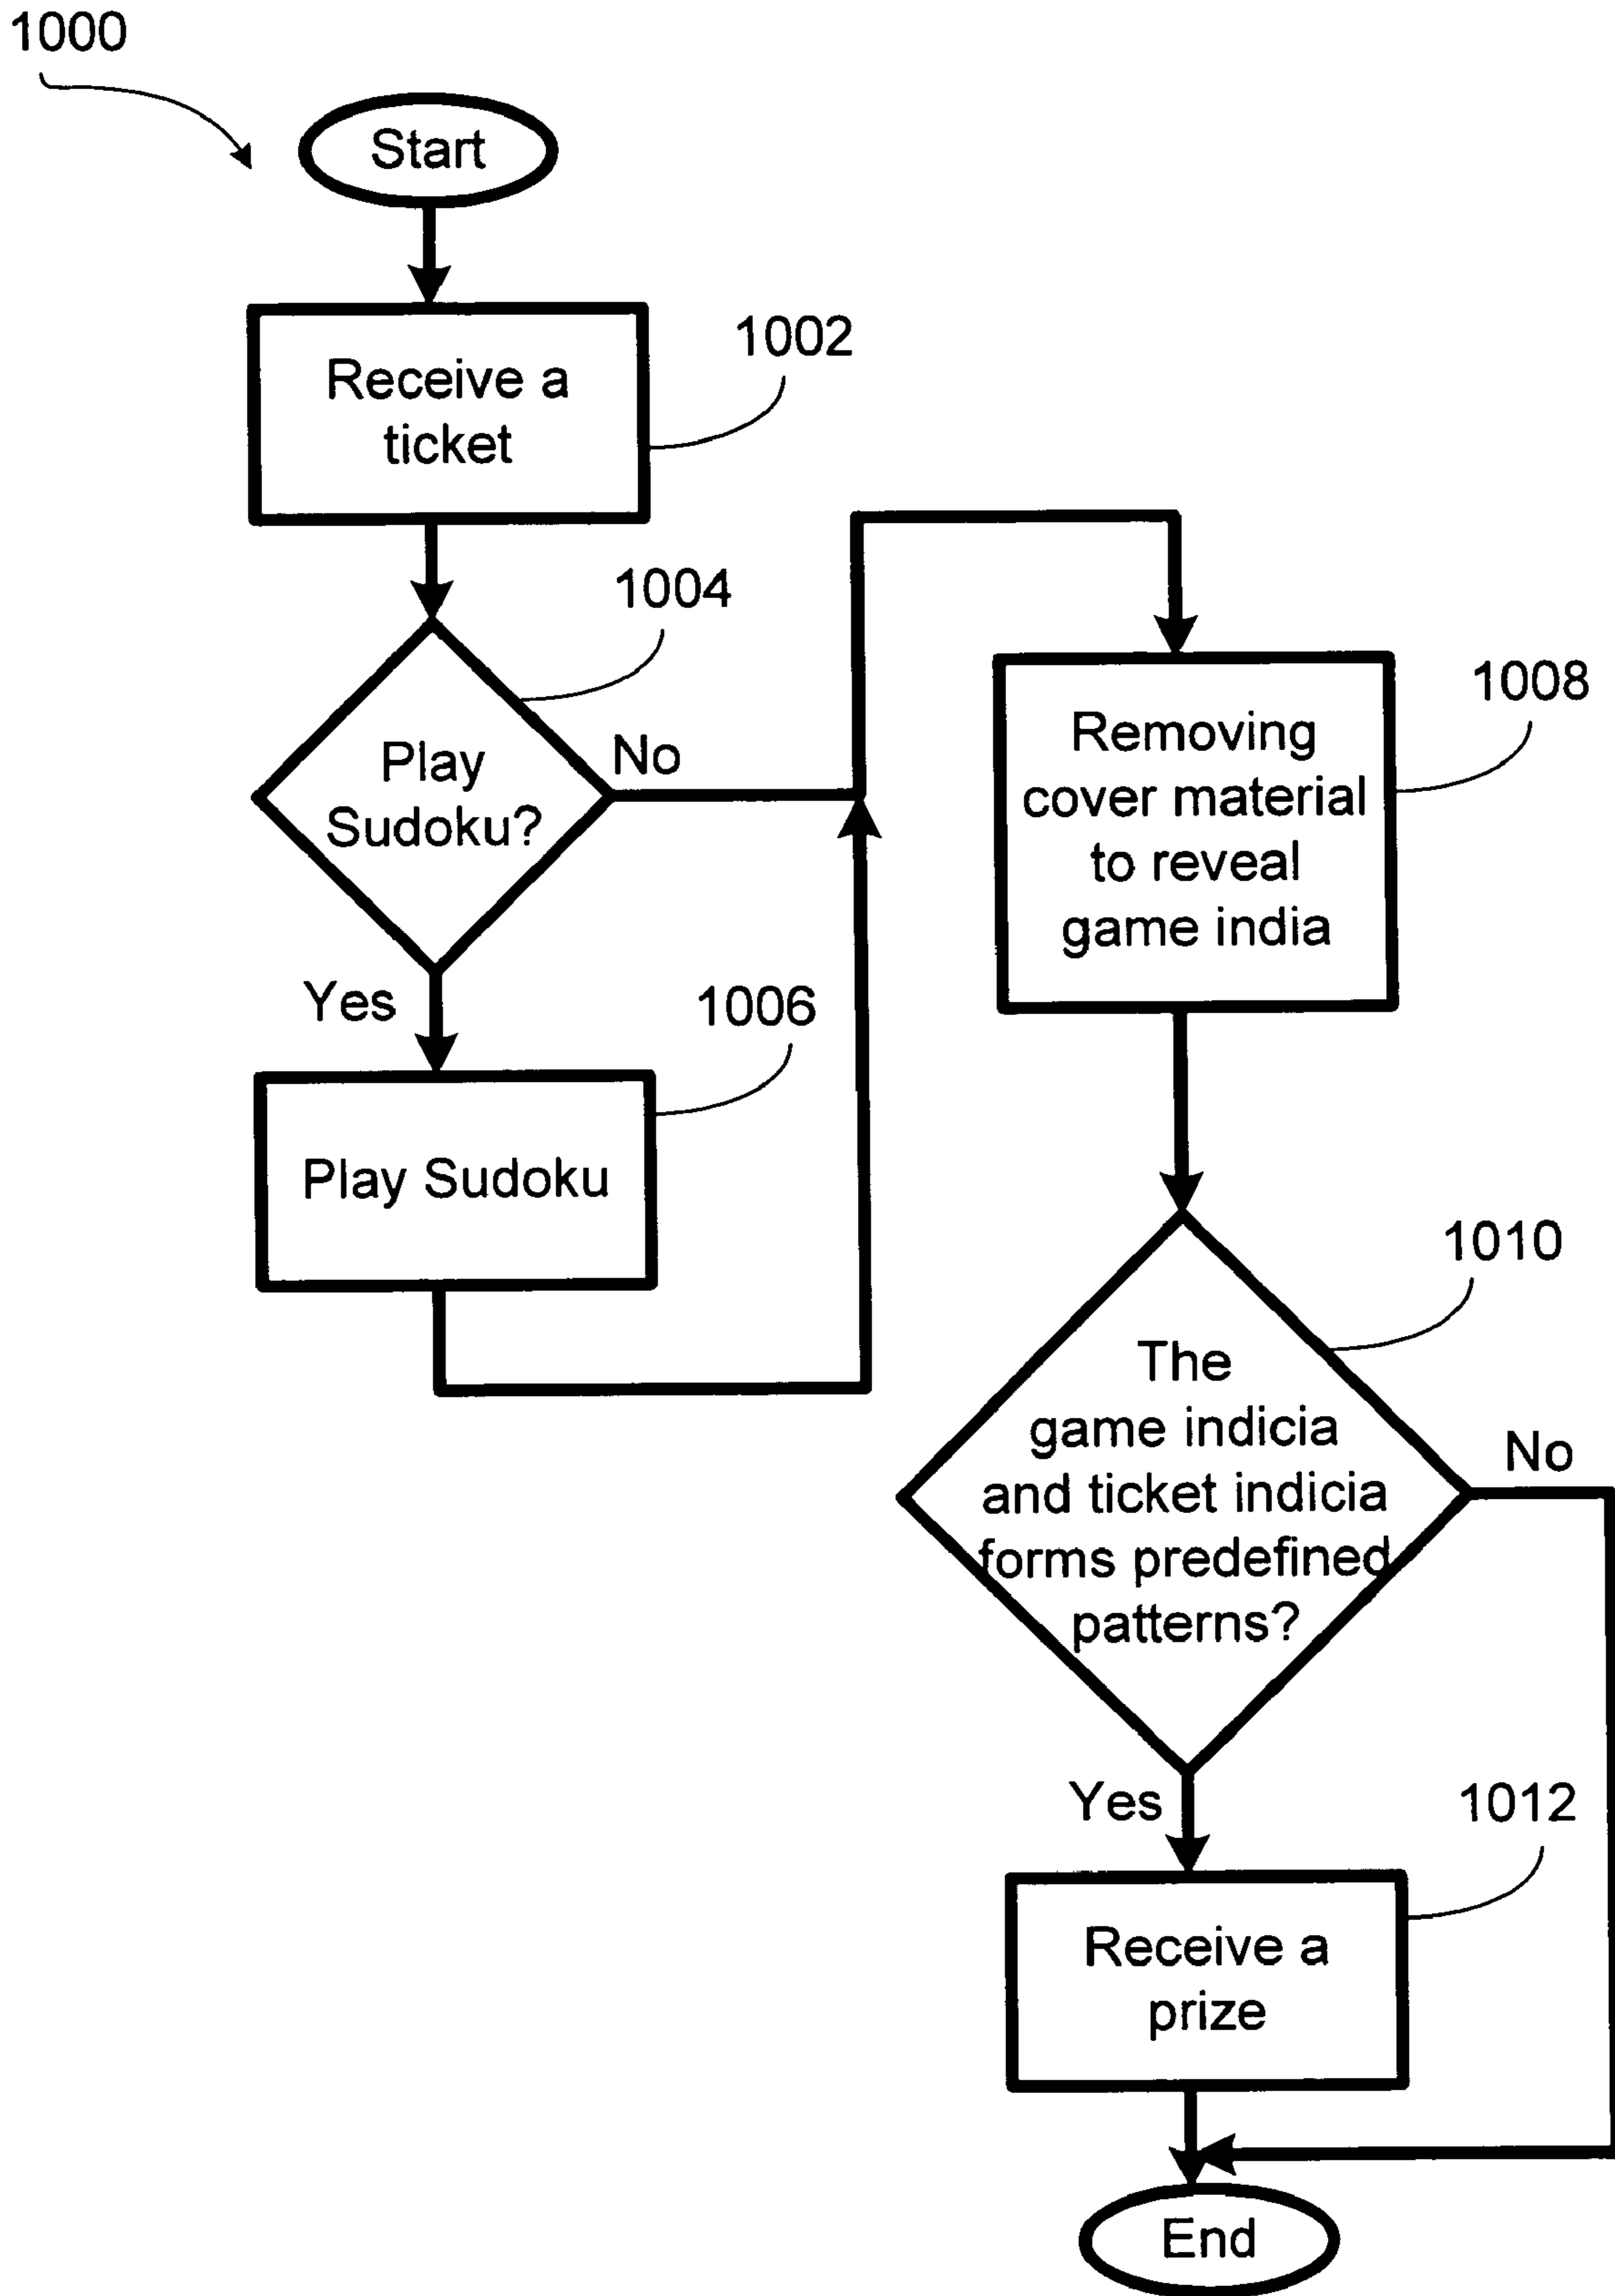 1000
Start
Receive a
ticket
1002
1004
Play
Sudoku?
No
Yes
1006
Play Sudoku
1008
Removing
cover material
to reveal
game india
1010
The
game indicia
and ticket indicia
forms predefined
patterns?
No
Yes
1012
Receive a
prize
End